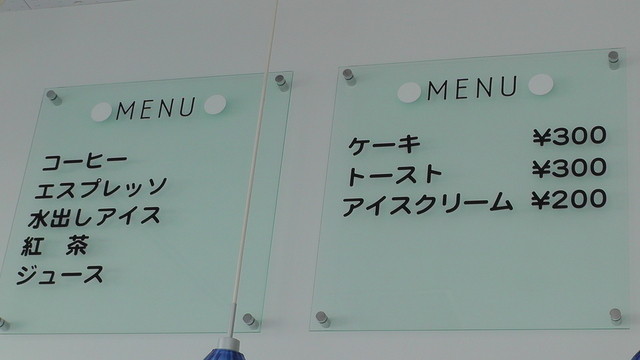 MENU
コーヒー
エスプレッソ
水出しアイス
紅 茶
ジュース
MENU
ケーキ ¥300
トースト ¥300
アイスクリーム ¥200